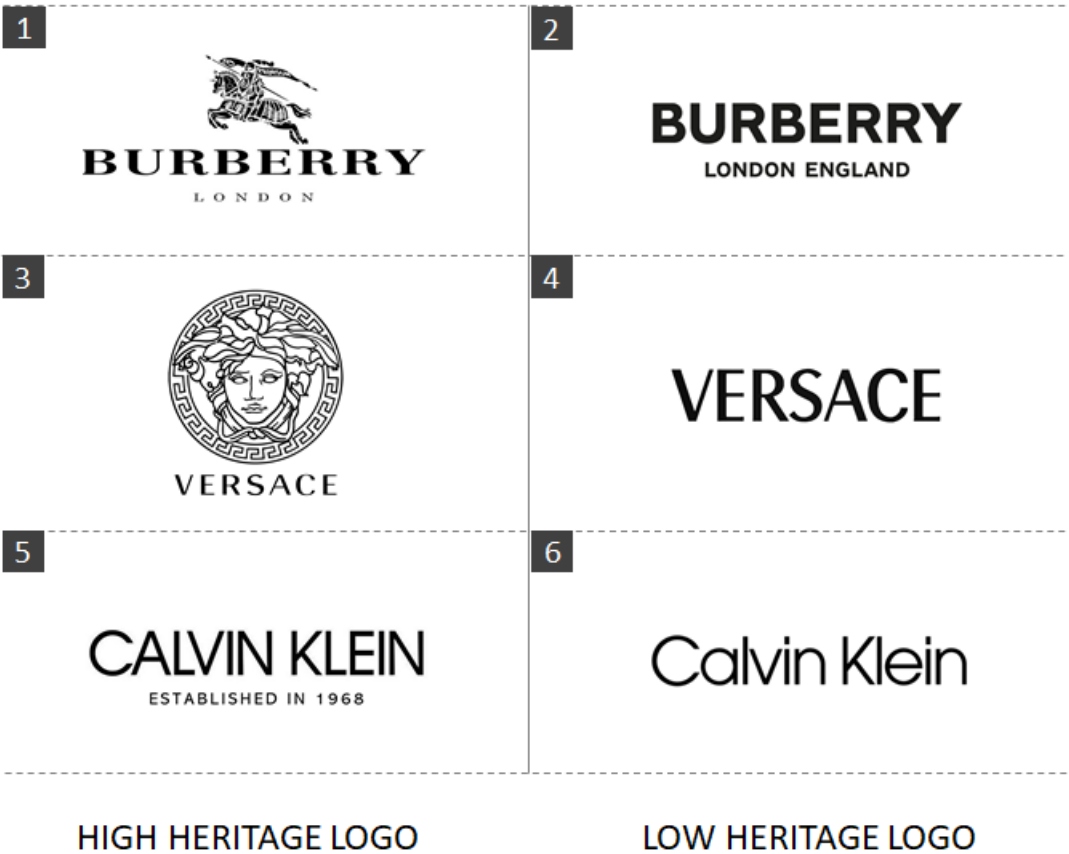 1
BURBERRY
LONDON
2
BURBERRY
LONDON ENGLAND
3
VERSACE
4
VERSACE
5
CALVIN KLEIN
ESTABLISHED IN 1968
6
Calvin Klein
HIGH HERITAGE LOGO
LOW HERITAGE LOGO